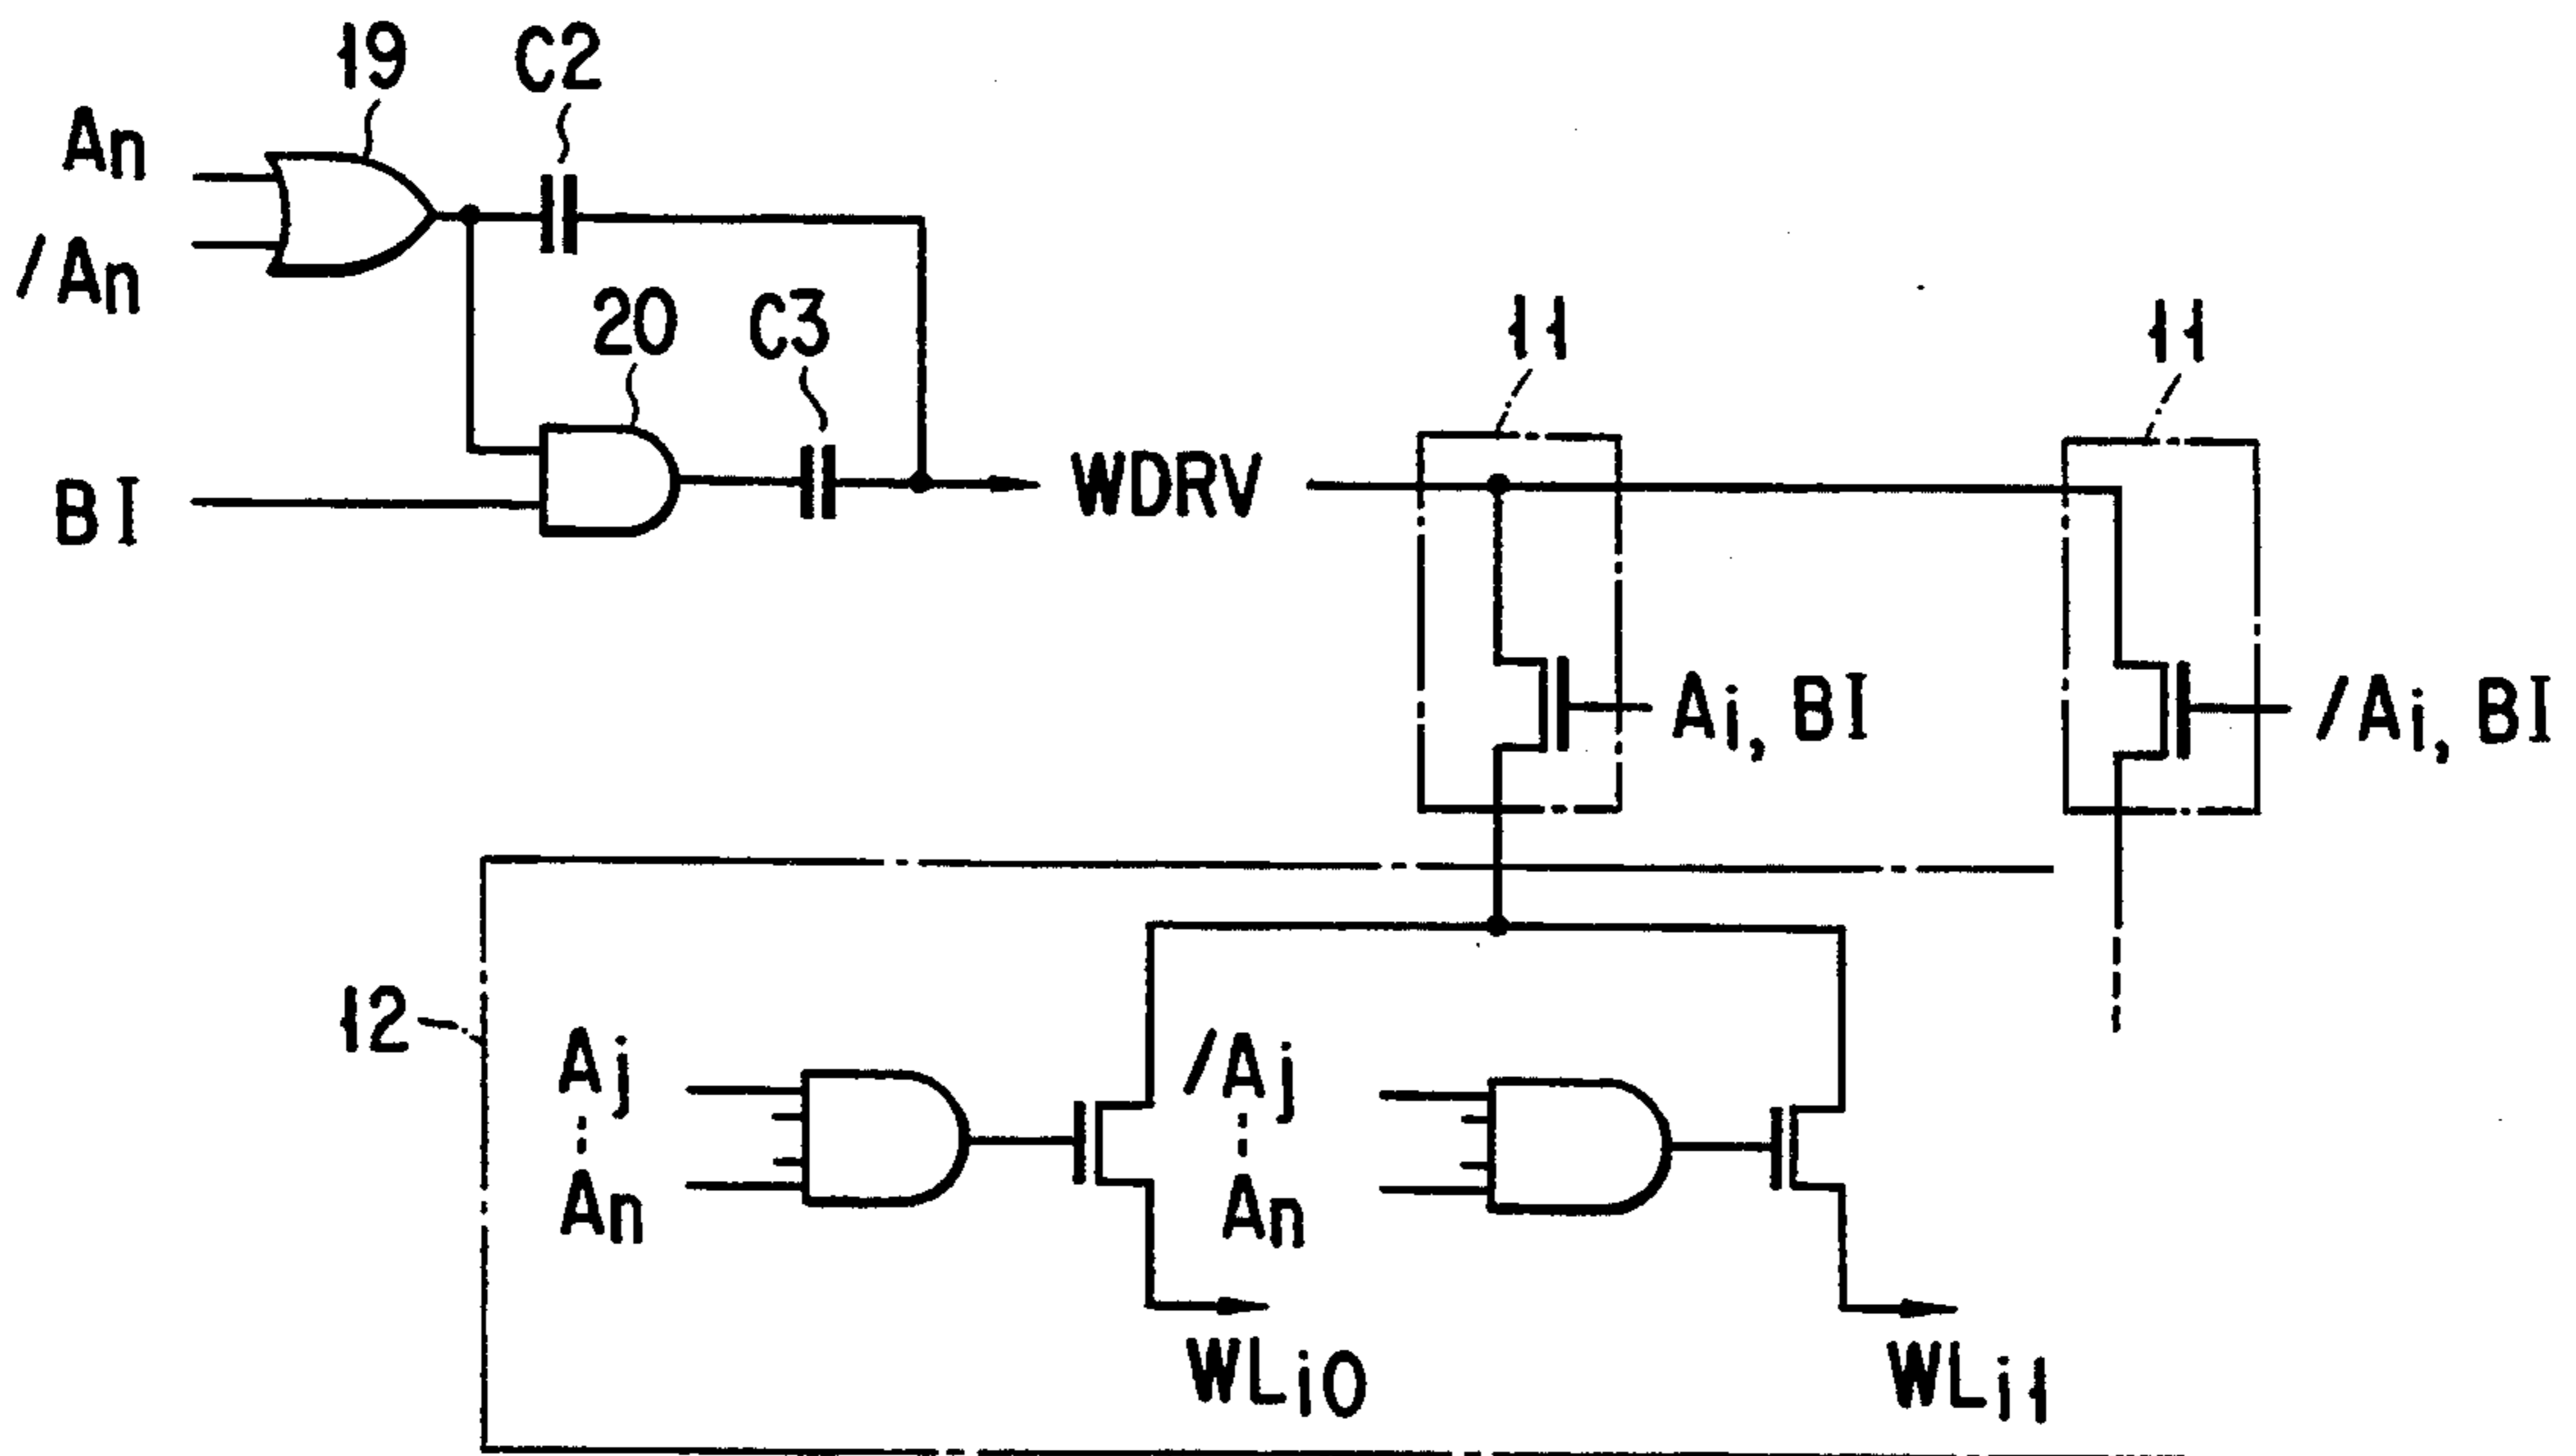 19
C2
An
/An
20
C3
BI
WDRV
11
11
Ai, BI
/Ai, BI
12
Aj
An
/Aj
An
WLi0
WLi1